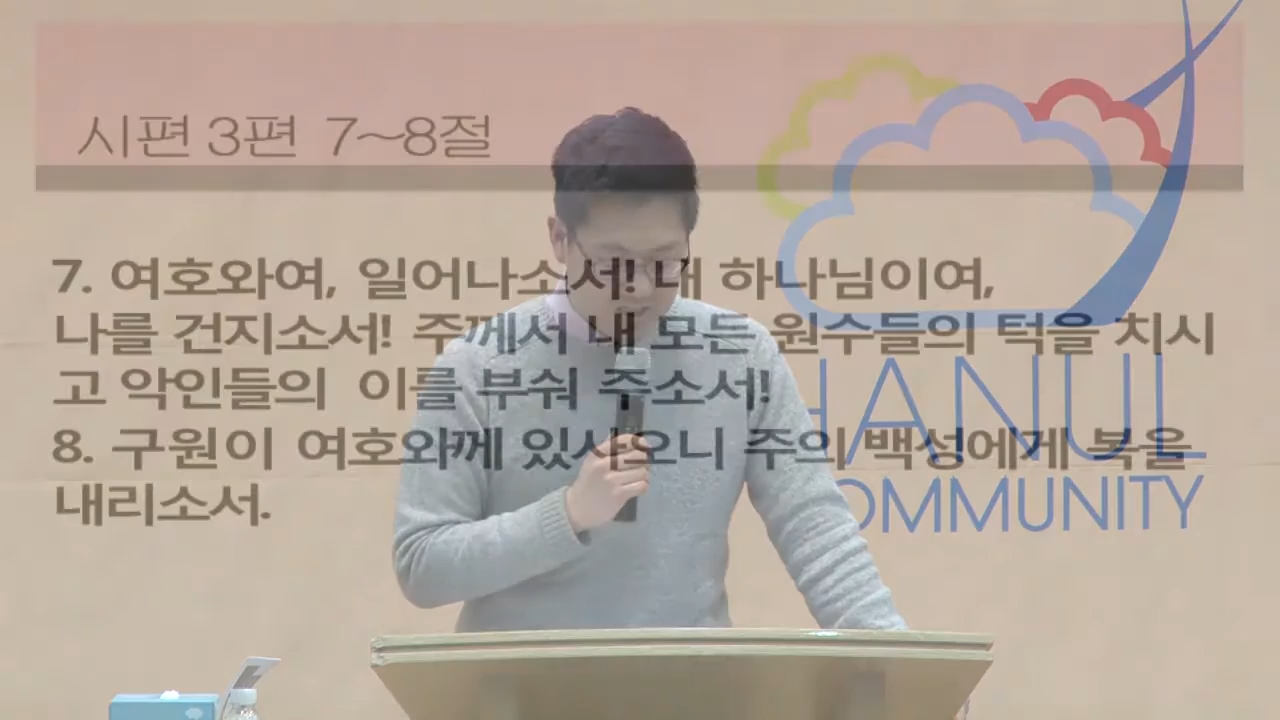 시편 3편 7~8절
7. 여호와여, 일어나소서! 내 하나님이여,
나를 건지소서! 주께서 내 모든 원수들의 턱을 치시
고 악인들의 이를 부숴 주소서!
8. 구원이 여호와께 있사오니 주의 백성에게 복을
내리소서.
HANUL
COMMUNITY